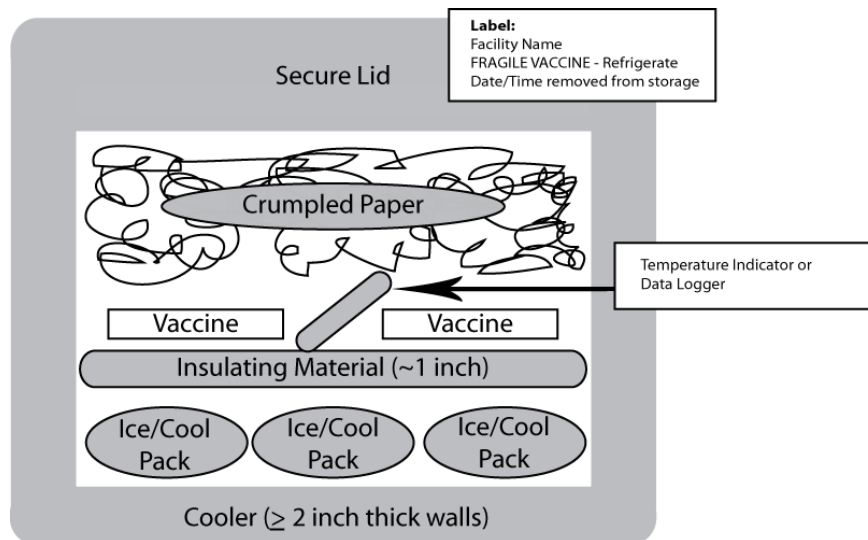 Label:
Facility Name
FRAGILE VACCINE - Refrigerate
Date/Time removed from storage
Secure Lid
Crumpled Paper
Temperature Indicator or
Data Logger
Vaccine
Vaccine
Insulating Material (~1 inch)
Ice/Cool
Pack
Ice/Cool
Pack
Ice/Cool
Pack
Cooler (≥ 2 inch thick walls)